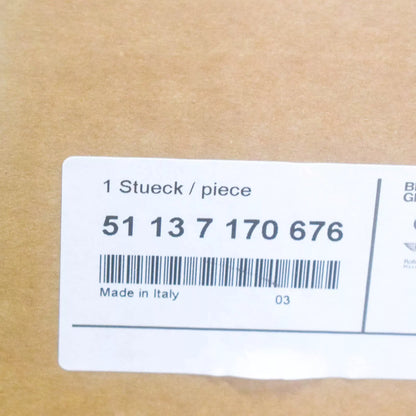 1 Stueck / piece
51 13 7 170 676
Made in Italy
03